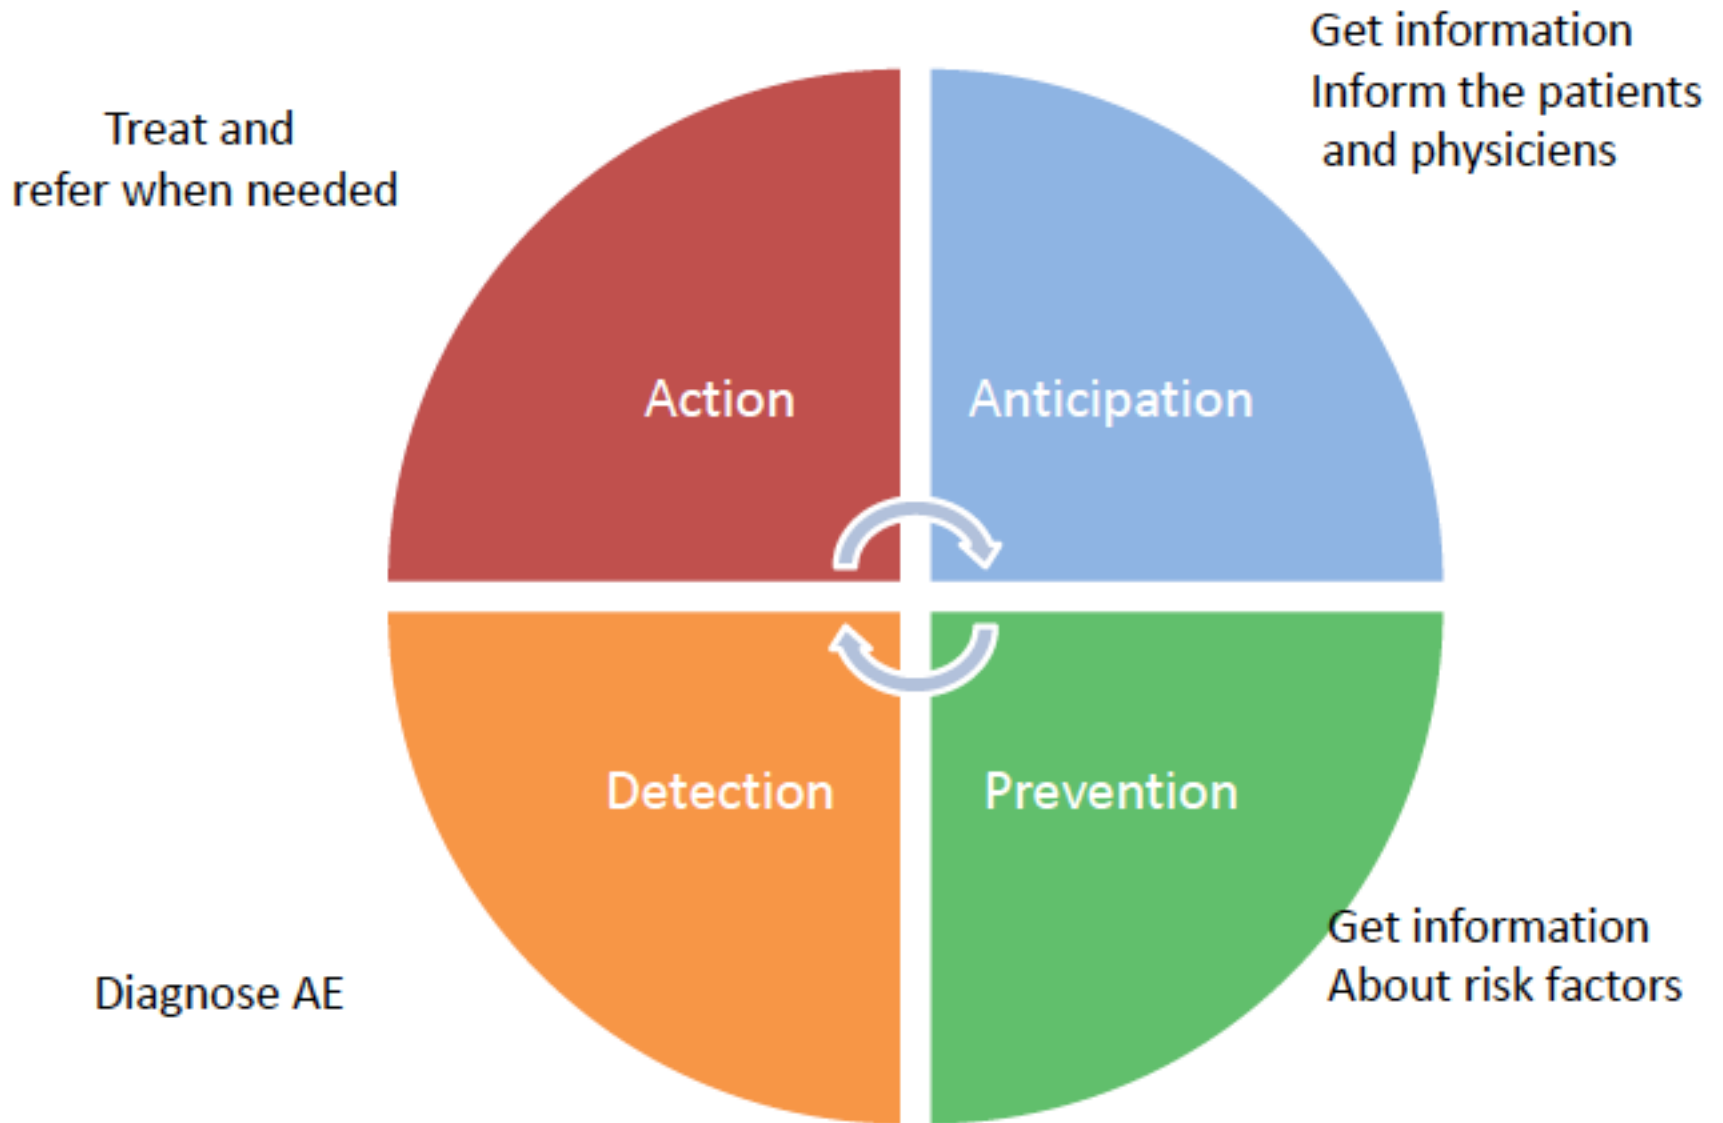 Get information
Inform the patients
and physiciens
Treat and
refer when needed
Action
Anticipation
Detection
Prevention
Get information
About risk factors
Diagnose AE